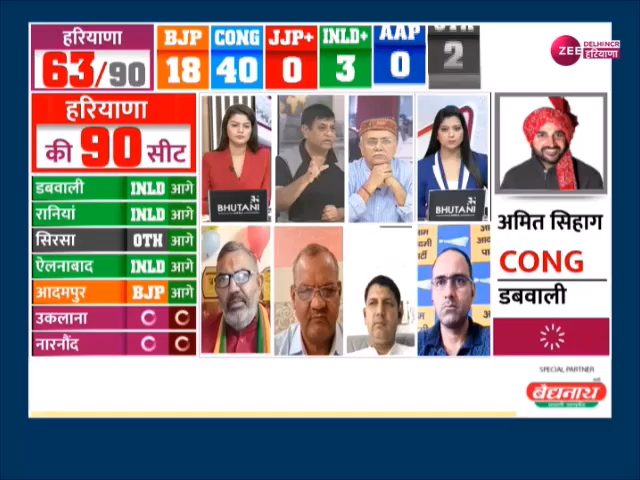 हरियाणा
63/90
BJP
18
CONG
40
JJP+
0
INLD+
3
AAP
0
OTH
2
ZEE
DELHI NCR
हरियाणा
हरियाणा
की 90 सीट
डबवाली INLD आगे
रानियां INLD आगे
सिरसा OTH आगे
ऐलनाबाद INLD आगे
आदमपुर BJP आगे
उकलाना
नारनौंद
BHUTANI
BHUTANI
अमित सिहाग
CONG
डबवाली
SPECIAL PARTNER
बैद्यनाथ